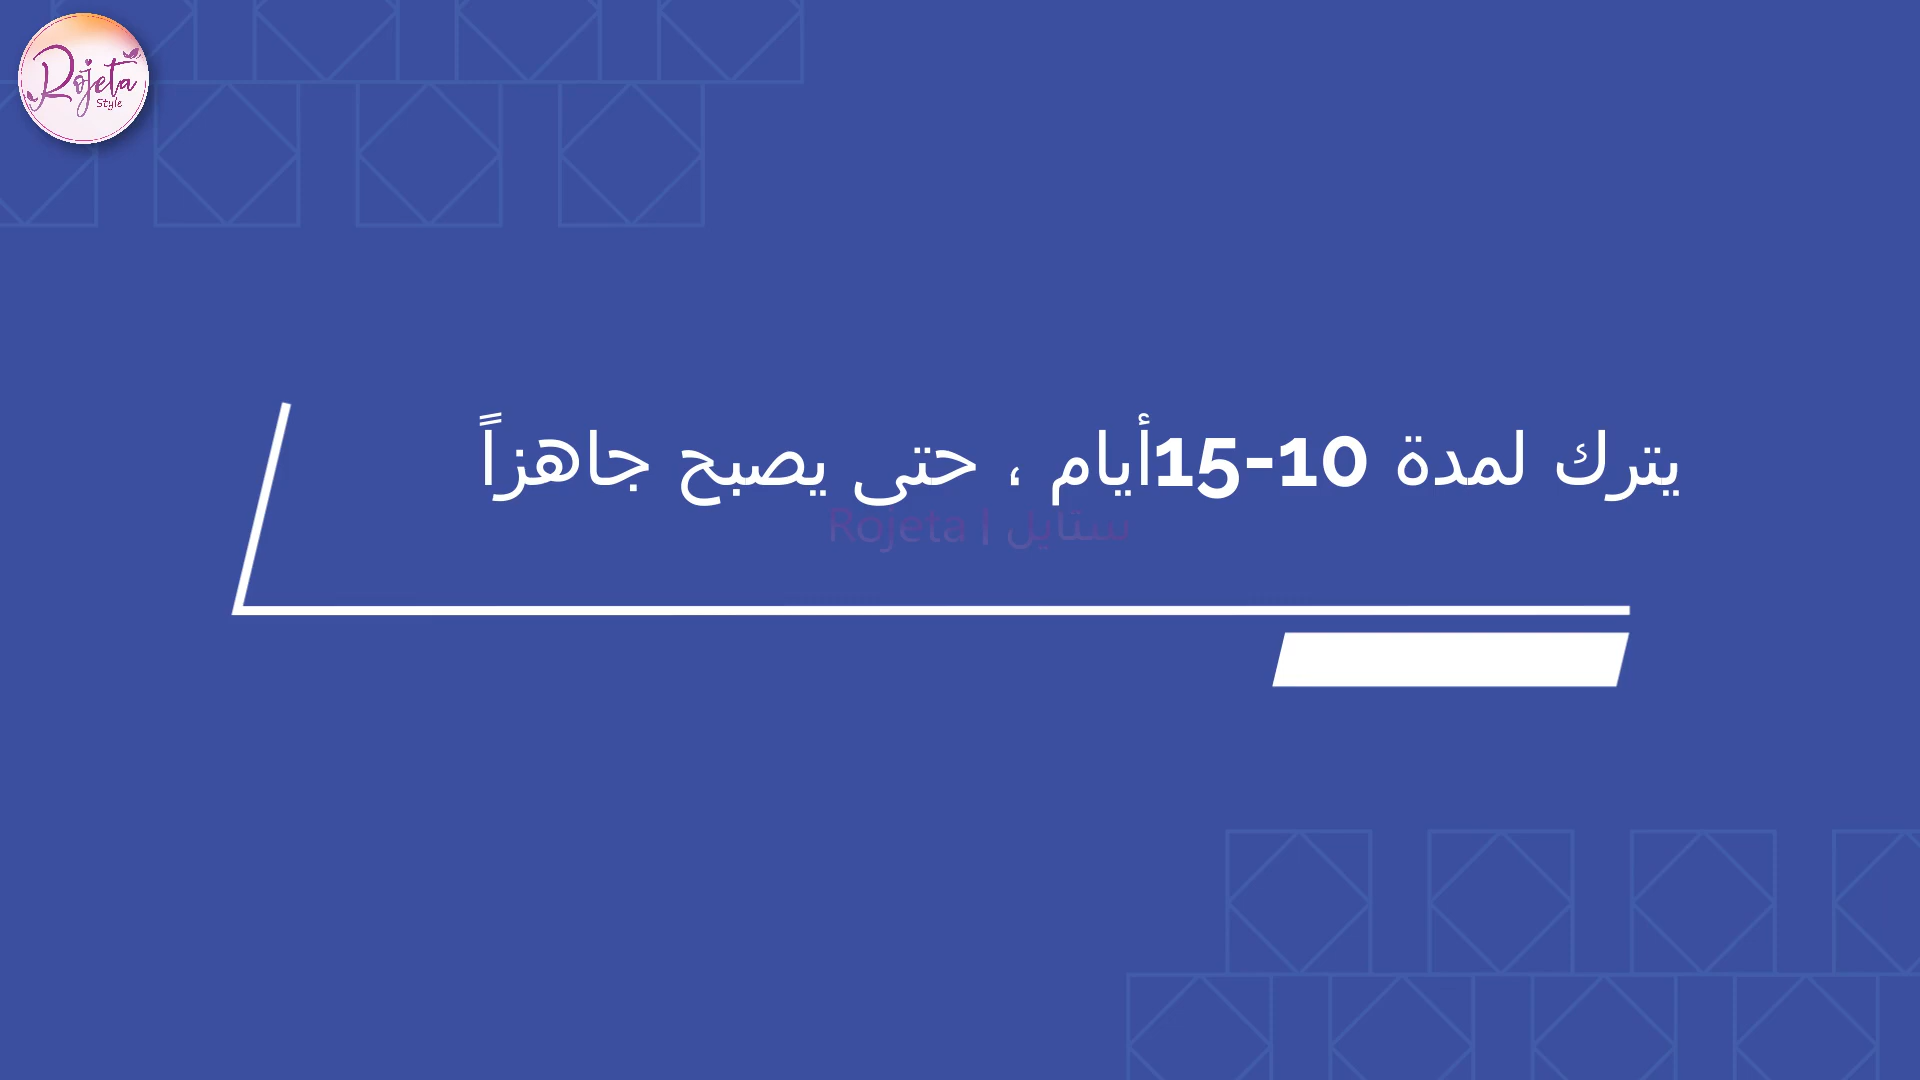 Rojeta
Style
يترك لمدة 10-15أيام ، حتى يصبح جاهزاً
Rojeta | ستايل